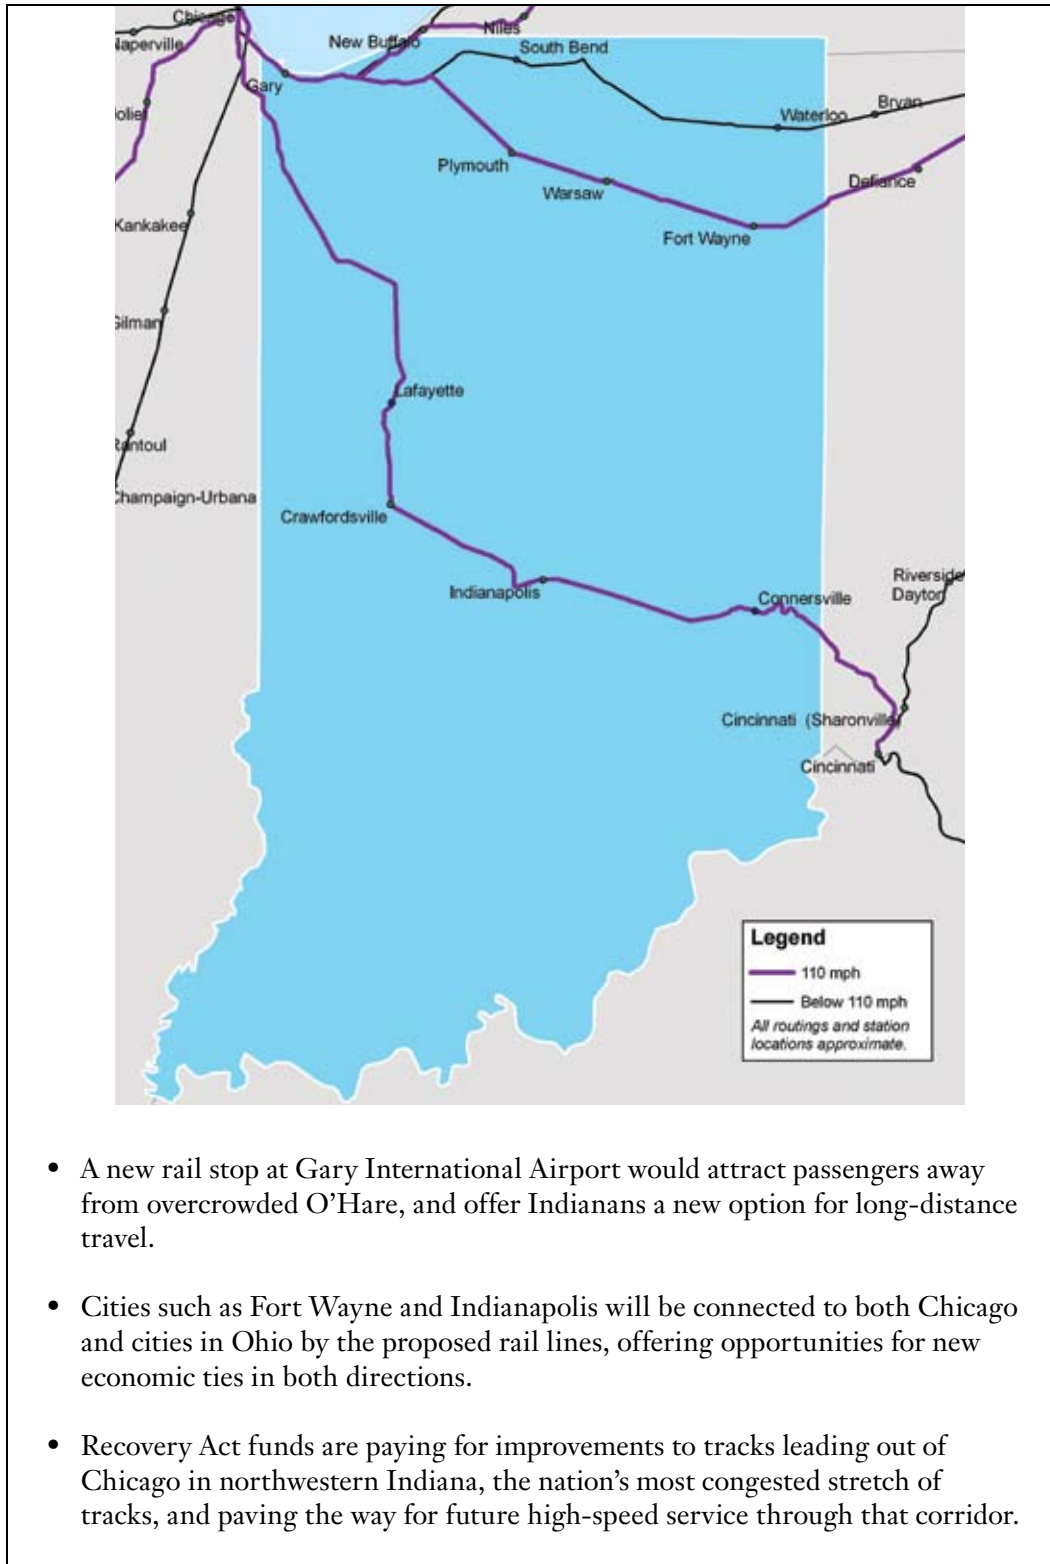 Chicago
Naperville
New Buffalo
Niles
South Bend
Gary
Joliet
Waterloo
Bryan
Plymouth
Warsaw
Defiance
Kankakee
Fort Wayne
Gilman
Lafayette
Rantoul
Champaign-Urbana
Crawfordsville
Indianapolis
Connersville
Riverside
Dayton
Cincinnati (Sharonville)
Cincinnati
Legend
110 mph
Below 110 mph
All routings and station
locations approximate.
• A new rail stop at Gary International Airport would attract passengers away
from overcrowded O’Hare, and offer Indianans a new option for long-distance
travel.
• Cities such as Fort Wayne and Indianapolis will be connected to both Chicago
and cities in Ohio by the proposed rail lines, offering opportunities for new
economic ties in both directions.
• Recovery Act funds are paying for improvements to tracks leading out of
Chicago in northwestern Indiana, the nation’s most congested stretch of
tracks, and paving the way for future high-speed service through that corridor.